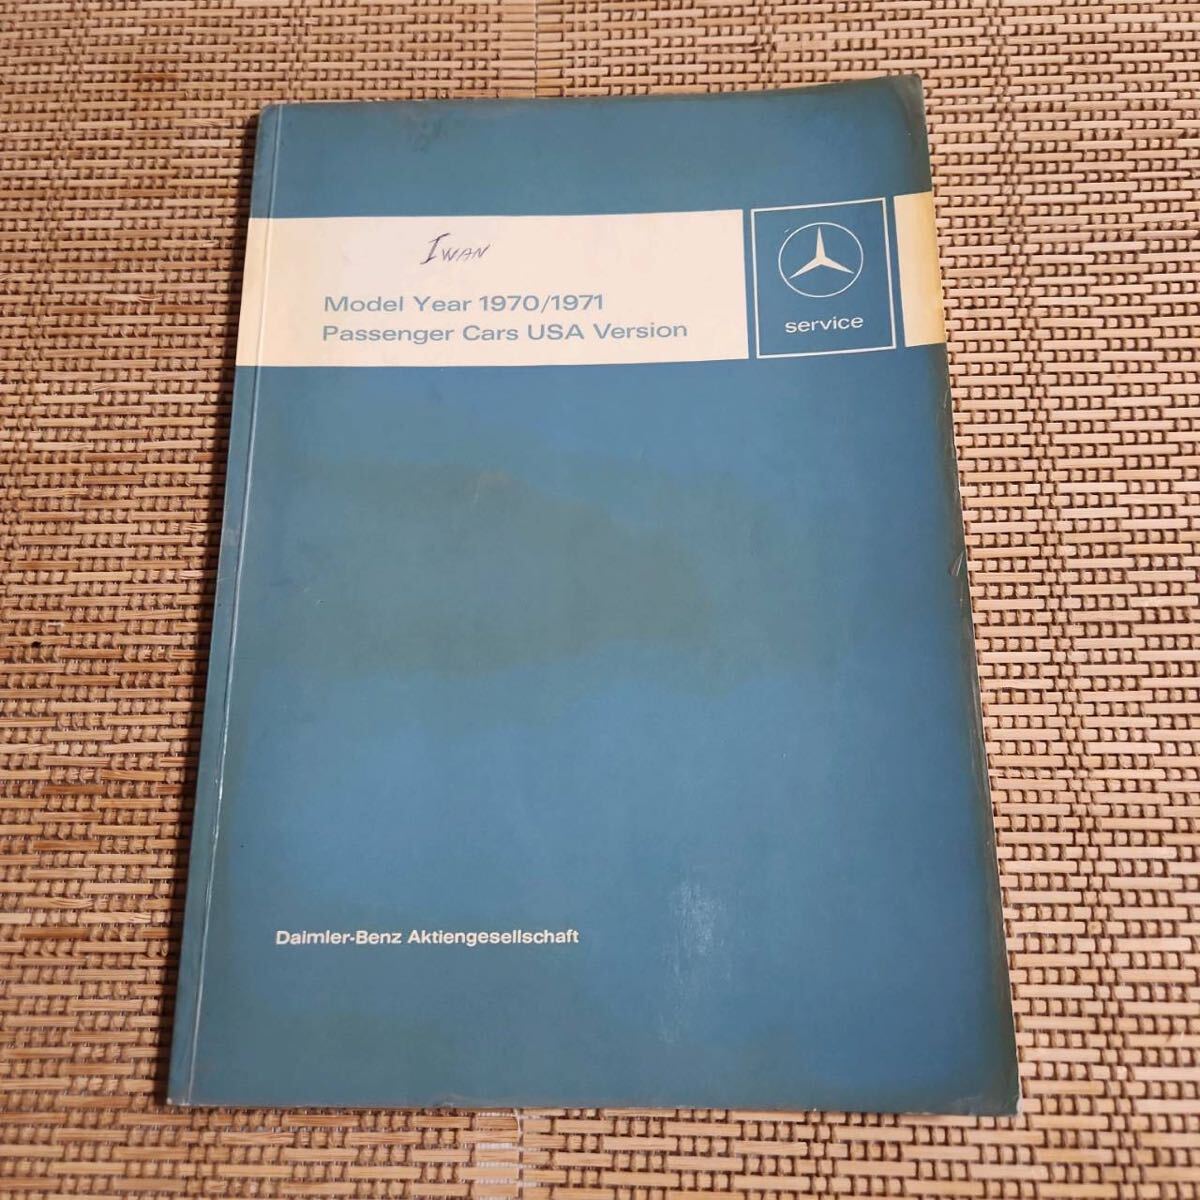 Iwan
Model Year 1970/1971
Passenger Cars USA Version
service
Daimler-Benz Aktiengesellschaft